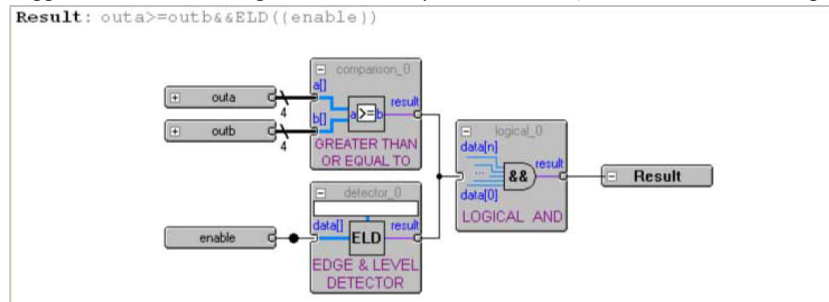 Result: outa>=outb&&ELD((enable))
comparison_0
a[]
outa
4
result
a>=b
b[]
outb
4
GREATER THAN
OR EQUAL TO
logical_0
data[n]
...
&&
result
Result
data[0]
LOGICAL AND
detector_0
data[]
result
enable
ELD
EDGE & LEVEL
DETECTOR